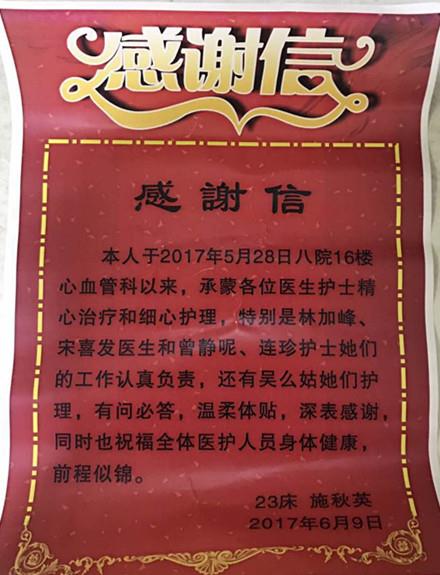 感谢信
感謝信
本人于2017年5月28日八院16楼
心血管科以来，承蒙各位医生护士精
心治疗和细心护理，特别是林加峰、
宋喜发医生和曾静呢、连珍护士她们
的工作认真负责，还有吴么姑她们护
理，有问必答，温柔体贴，深表感谢，
同时也祝福全体医护人员身体健康，
前程似锦。
23床 施秋英
2017年6月9日